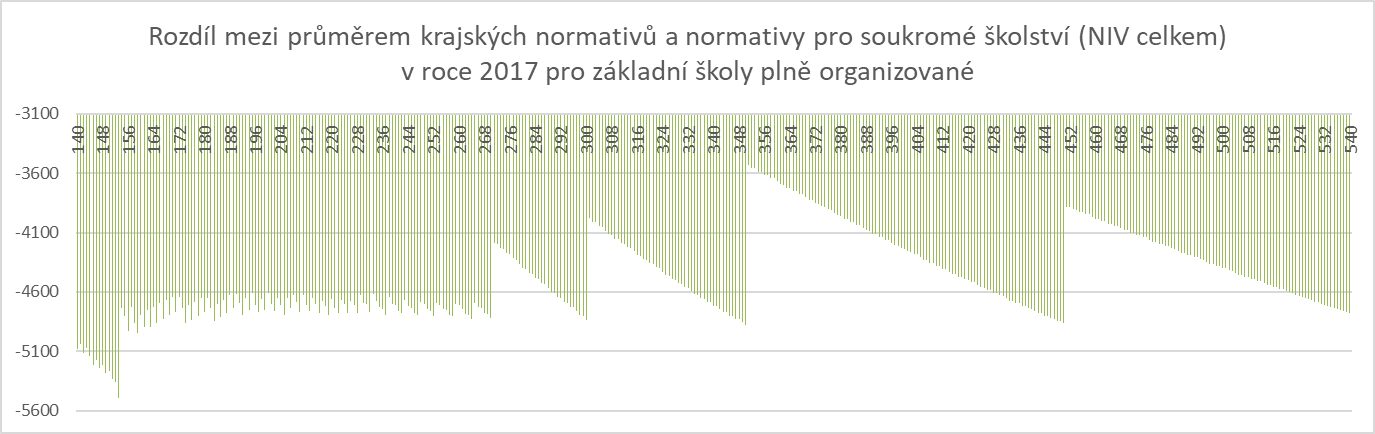 Rozdíl mezi průměrem krajských normativů a normativy pro soukromé školství (NIV celkem)
v roce 2017 pro základní školy plně organizované
-3100
140 148 156 164 172 180 188 196 204 212 220 228 236 244 252 260 268 276 284 292 300 308 316 324 332 340 348 356 364 372 380 388 396 404 412 420 428 436 444 452 460 468 476 484 492 500 508 516 524 532 540
-3600
-4100
-4600
-5100
-5600